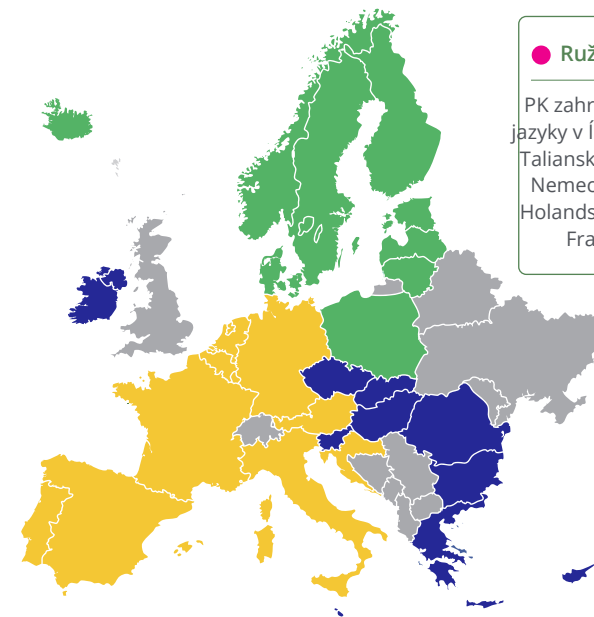 Ruž
PK zahr
jazyky v Í
Taliansk
Nemec
Holands
Fra